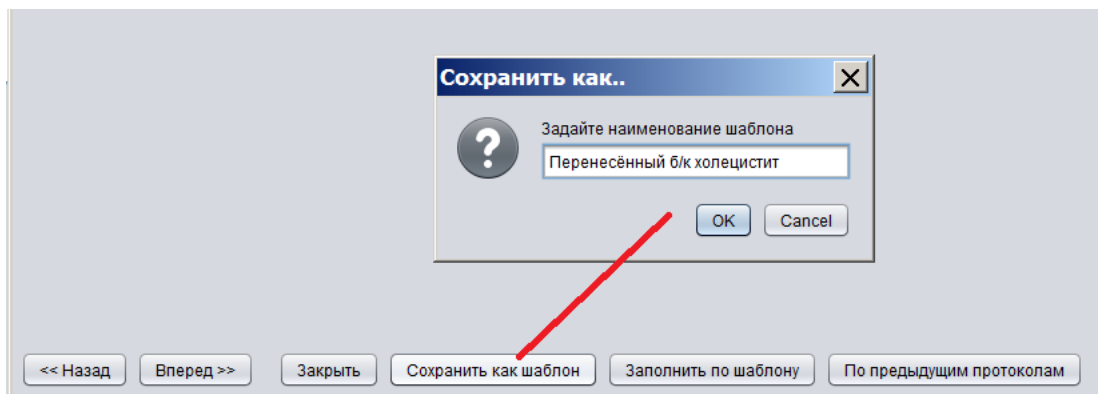 Сохранить как..
Задайте наименование шаблона
Перенесённый б/к холецистит
OK Cancel
<< Назад Вперед >> Закрыть Сохранить как шаблон Заполнить по шаблону По предыдущим протоколам